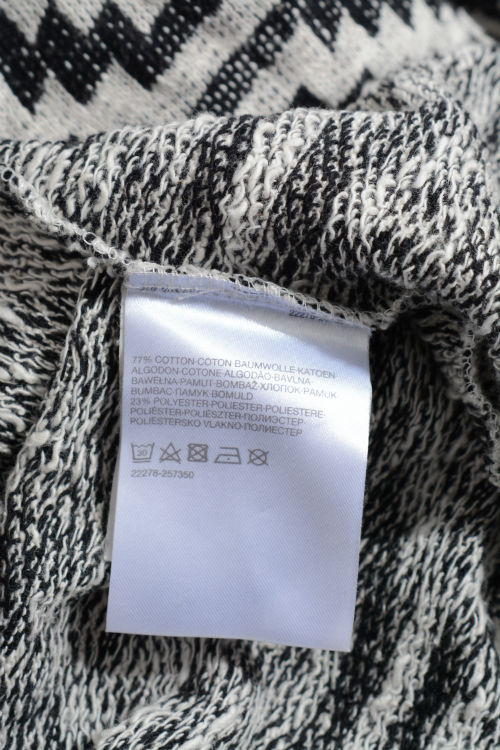 22278-
77% COTTON-COTON BAUMWOLLE-KATOEN
ALGODON-COTONE-ALGODÃO-BAVLNA-
BAWEŁNA-PAMUT-BOMBAŽ-ХЛОПОК-PAMUK
BUMBAC-ПАМУК-BOMULD
23% POLYESTER-POLIESTER-POLIESTERE-
POLIÉSTER-POLIESZTER-ПОЛИЭСТЕР-
POLIESTERSKO VLAKNO-ПОЛИЕСТЕР
30
22278-257350